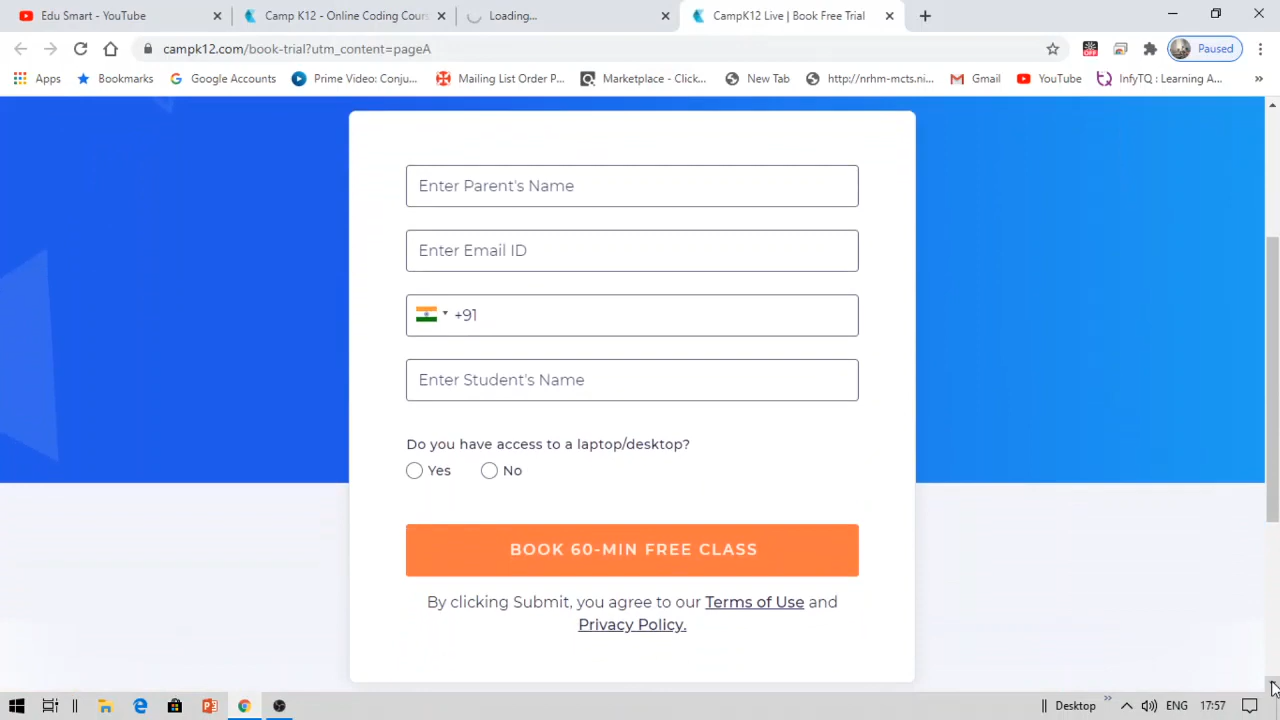 Edu Smart - YouTube
Camp K12 - Online Coding Cours
Loading...
CampK12 Live | Book Free Trial
campk12.com/book-trial?utm_content=pageA
OFF
Paused
Apps
Bookmarks
Google Accounts
Prime Video: Conju...
Mailing List Order P...
Marketplace - Click...
New Tab
http://nrhm-mcts.ni...
Gmail
YouTube
InfyTQ : Learning A...
Enter Parent's Name
Enter Email ID
+91
Enter Student's Name
Do you have access to a laptop/desktop?
Yes No
BOOK 60-MIN FREE CLASS
By clicking Submit, you agree to our Terms of Use and
Privacy Policy.
Desktop
ENG
17:57